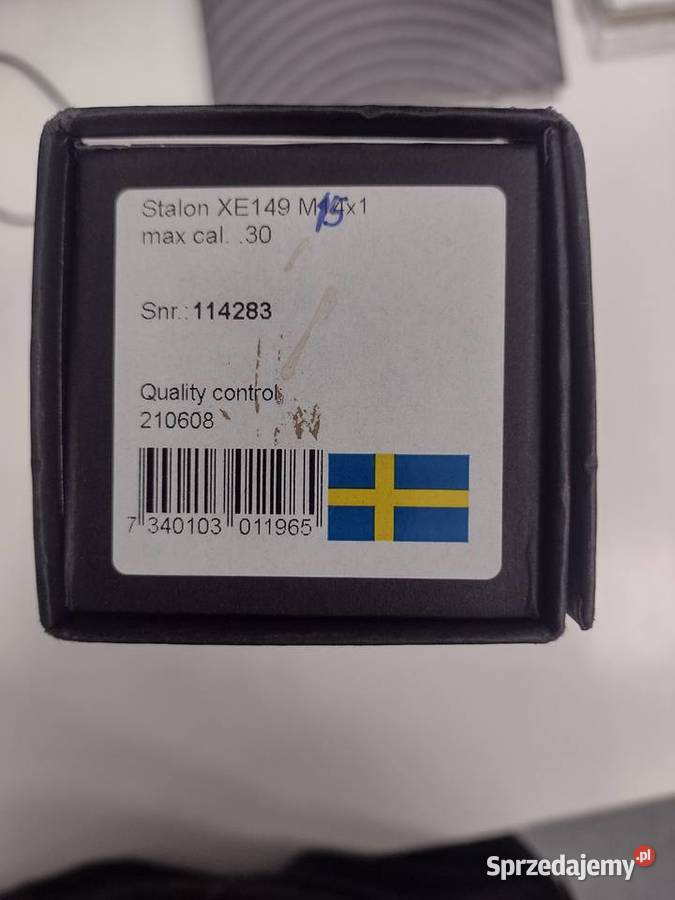 Stalon XE149 M14x1
15
max cal. .30
Snr.: 114283
Quality control:
210608
7 340103 011965
Sprzedajemy.pl